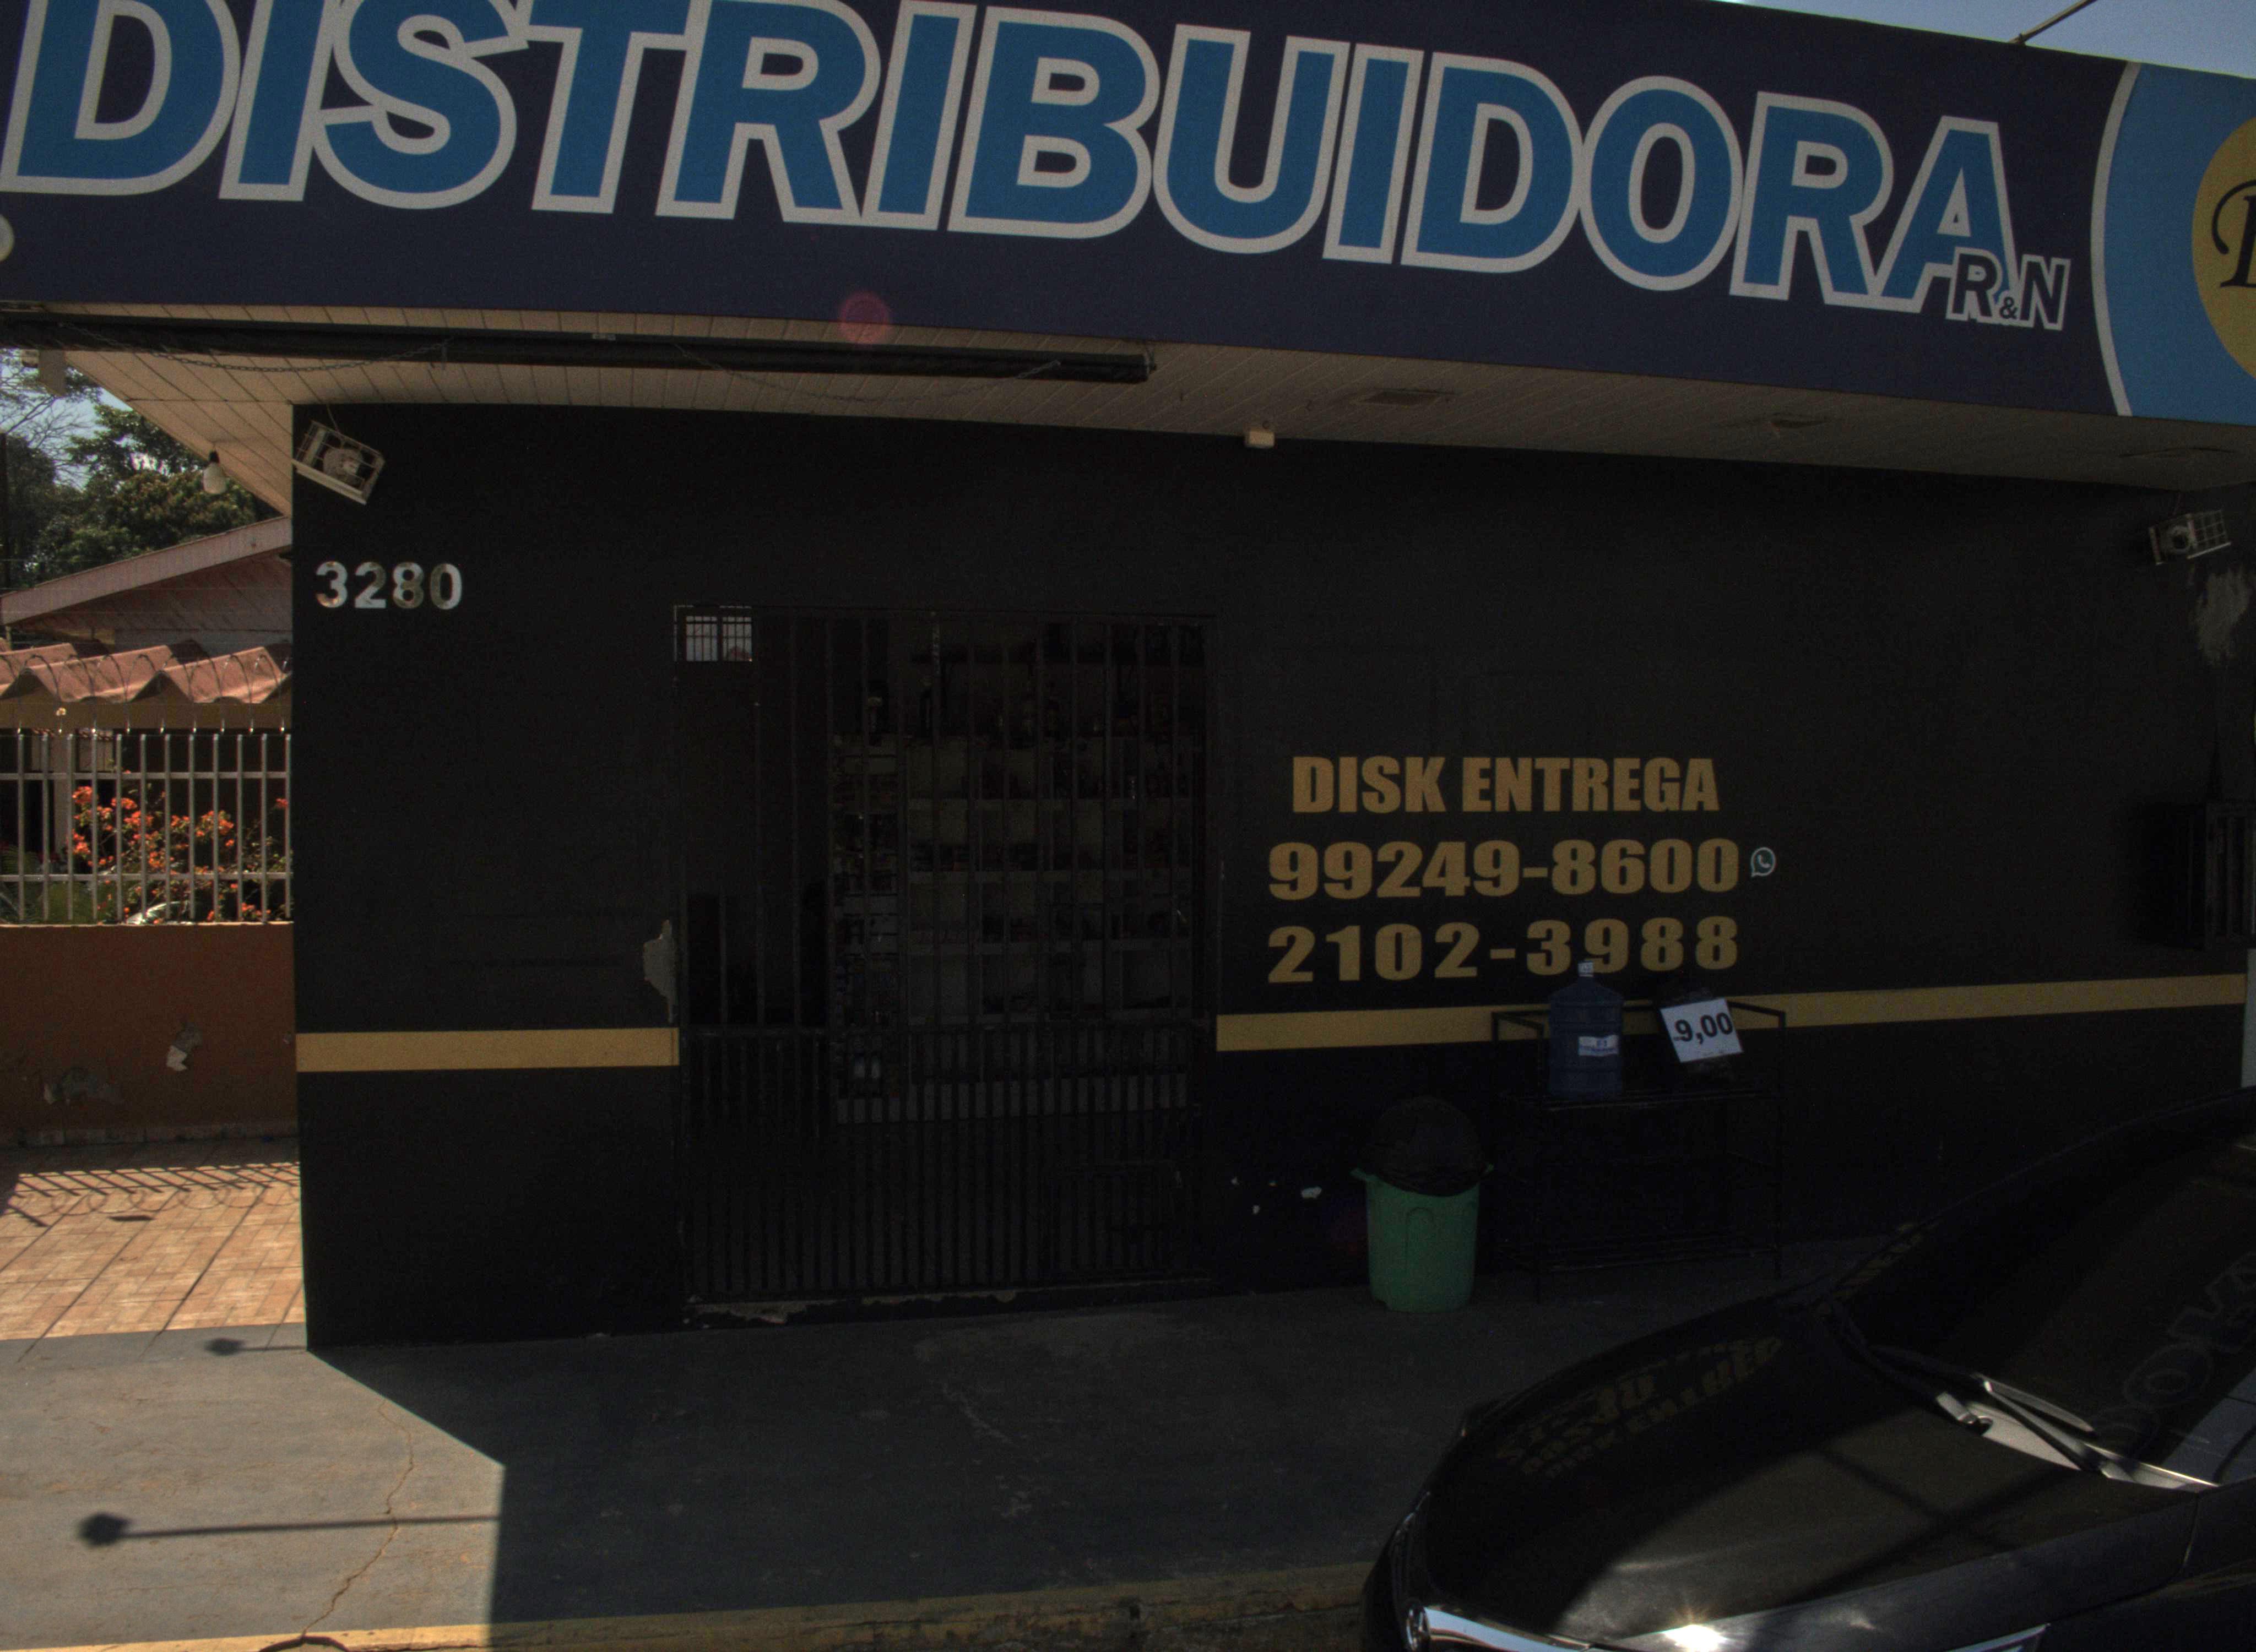 DISTRIBUIDORA
R&N
3280
DISK ENTREGA
99249-8600
2102-3988
9,00